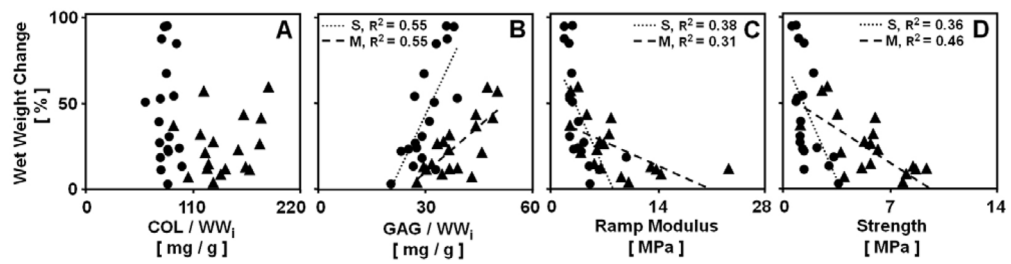 Wet Weight Change
[ % ]
100
50
0
A
0 110 220
COL / WWi
[ mg / g ]
B
S, R² = 0.55
M, R² = 0.55
0 30 60
GAG / WWi
[ mg / g ]
C
S, R² = 0.38
M, R² = 0.31
0 14 28
Ramp Modulus
[ MPa ]
D
S, R² = 0.36
M, R² = 0.46
0 7 14
Strength
[ MPa ]